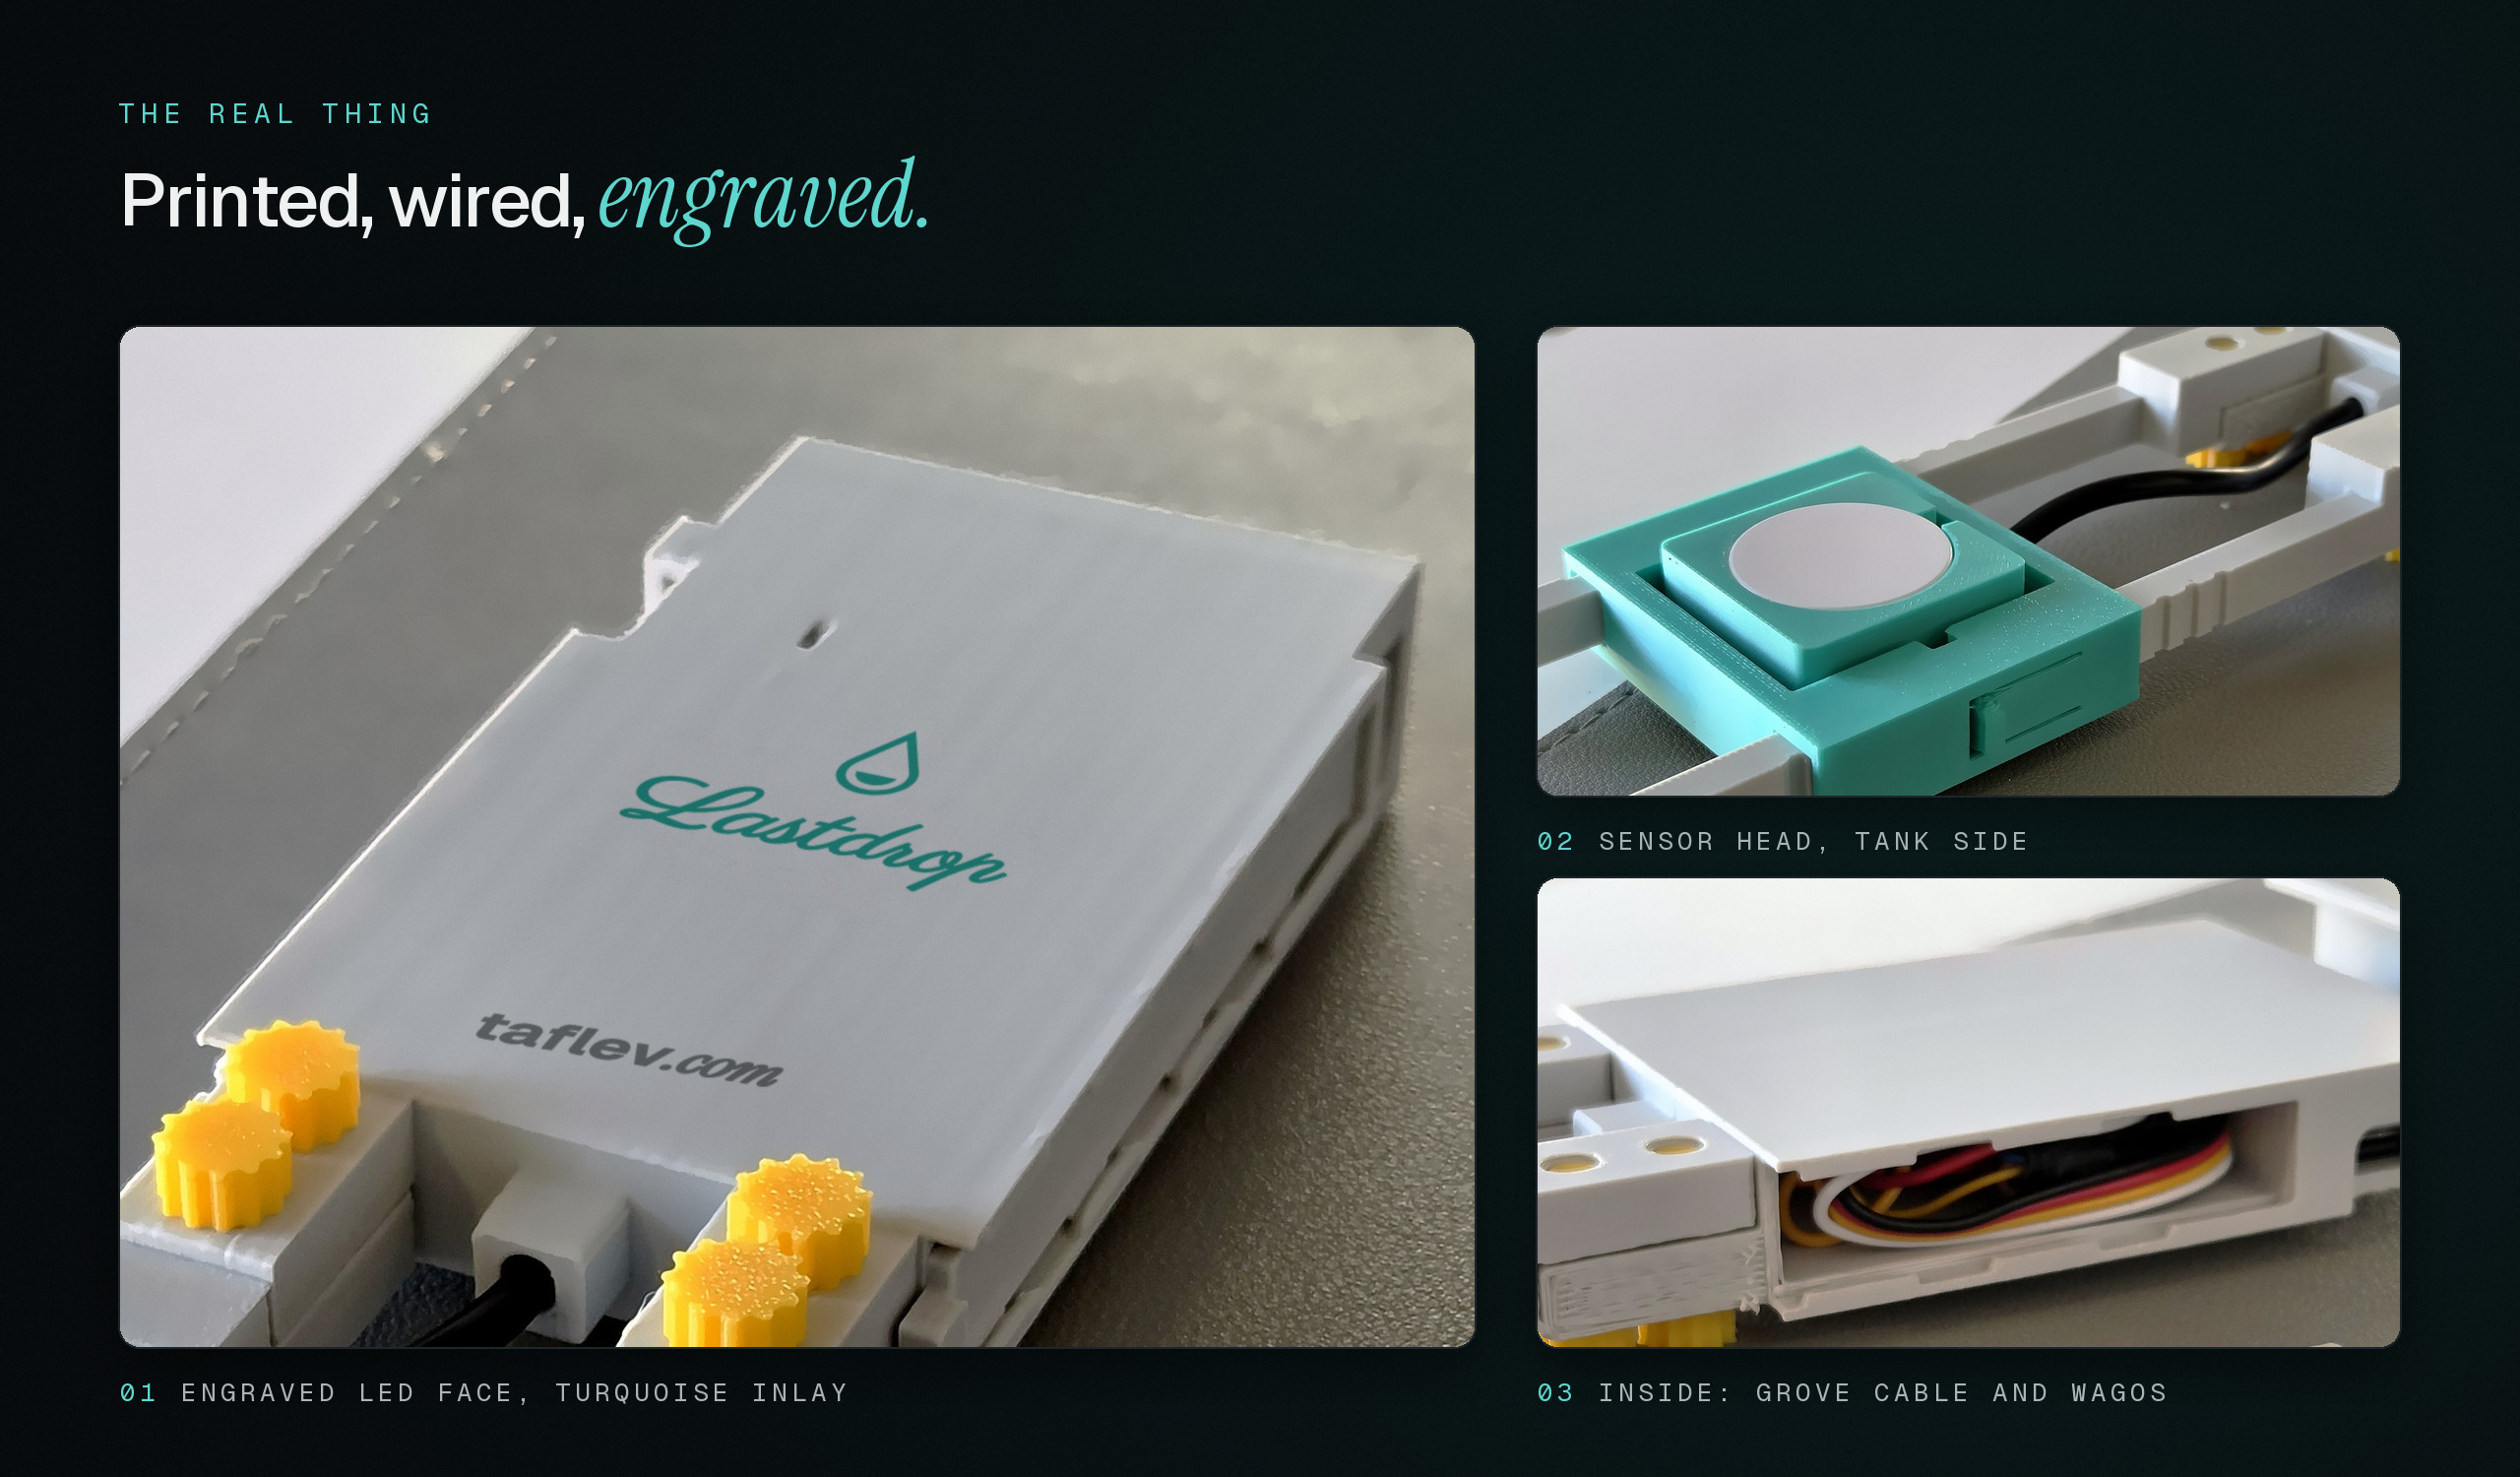 THE REAL THING
Printed, wired, engraved.
Lastdrop
taflev.com
01 ENGRAVED LED FACE, TURQUOISE INLAY
02 SENSOR HEAD, TANK SIDE
03 INSIDE: GROVE CABLE AND WAGOS